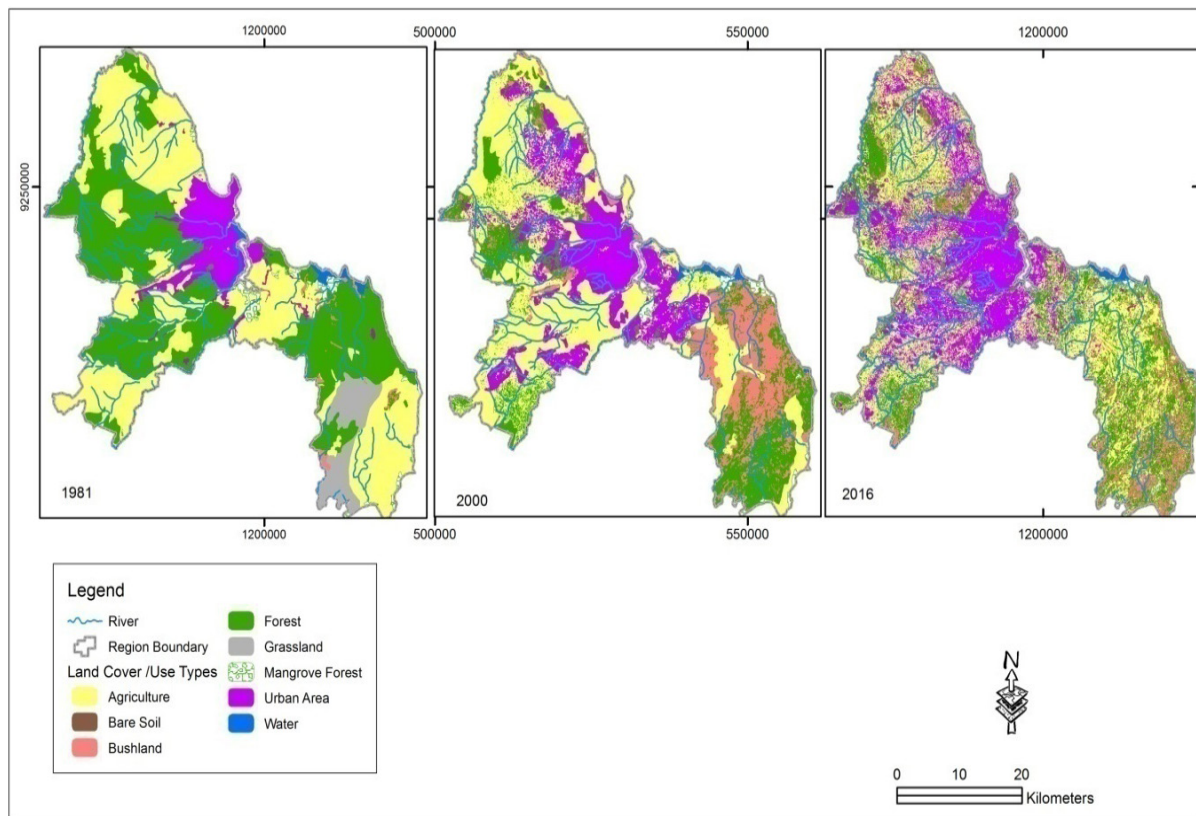 1200000
500000
550000
1200000
9250000
1981
2000
2016
1200000
500000
550000
1200000
Legend
River
Region Boundary
Land Cover /Use Types
Agriculture
Bare Soil
Bushland
Forest
Grassland
Mangrove Forest
Urban Area
Water
N
0 10 20
Kilometers